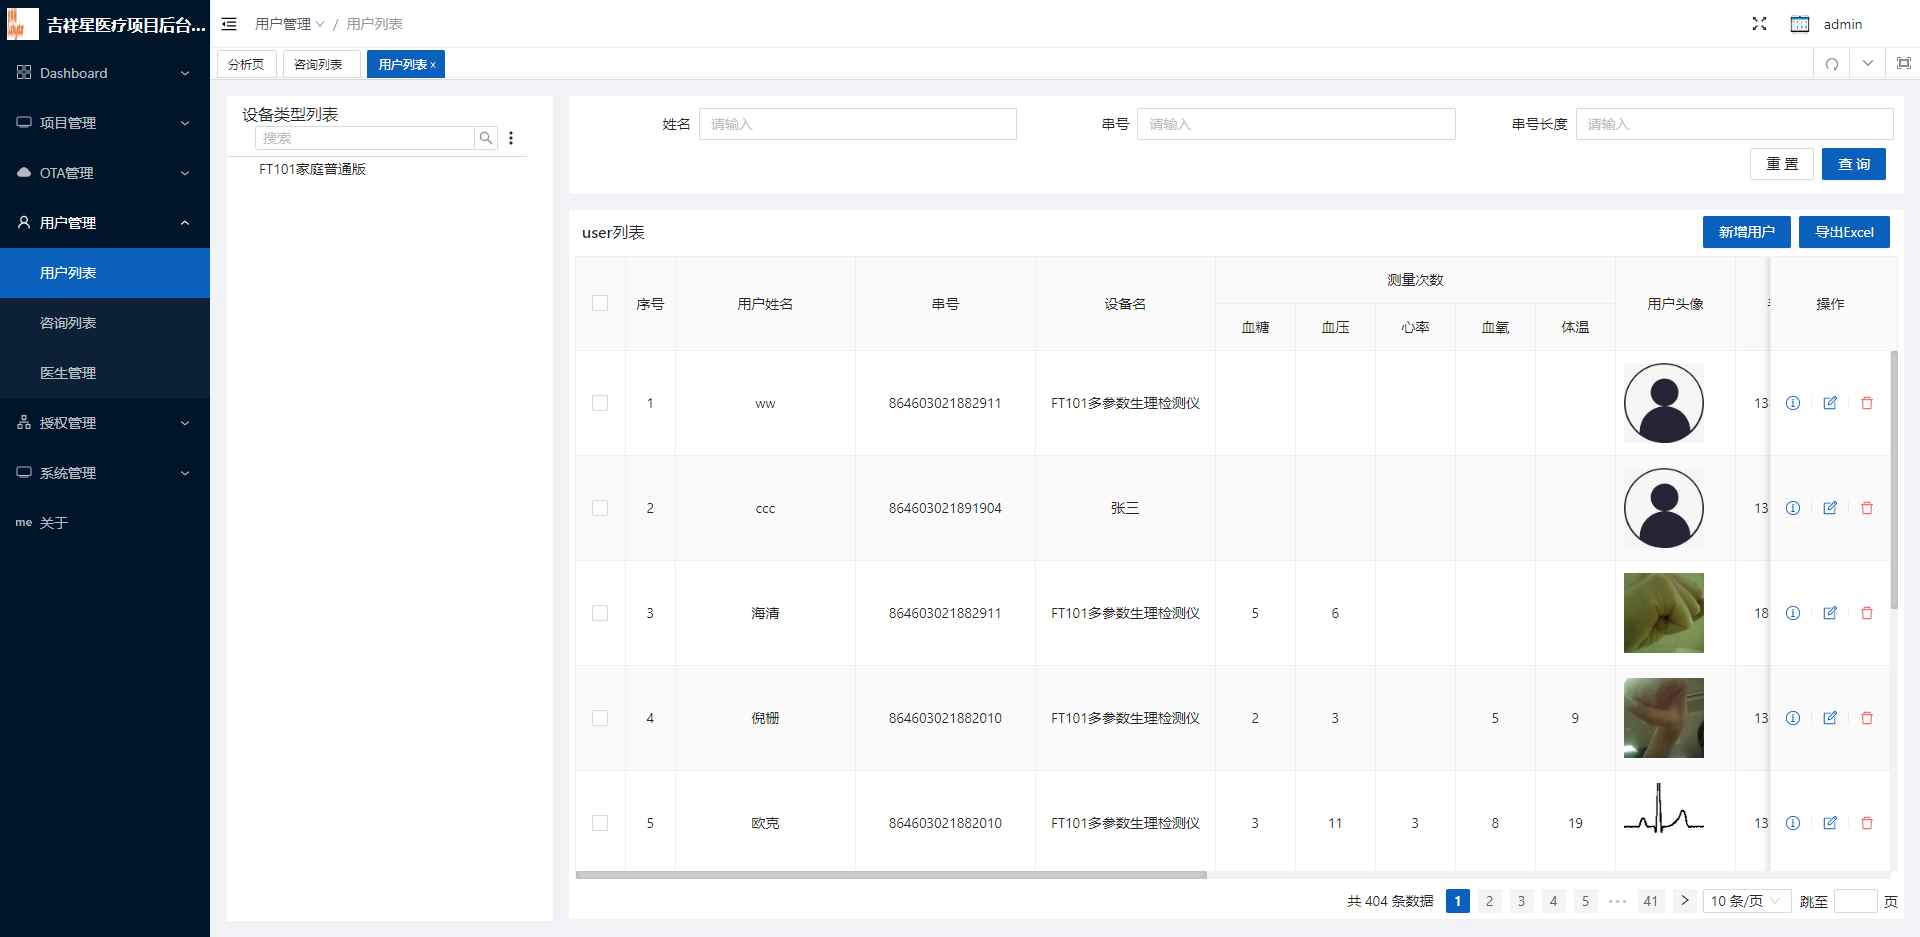 吉祥星医疗项目后台...
Dashboard
项目管理
OTA管理
用户管理
用户列表
咨询列表
医生管理
授权管理
系统管理
me 关于
用户管理 / 用户列表
admin
分析页
咨询列表
用户列表 ×
设备类型列表
搜索
FT101家庭普通版
姓名 请输入
串号 请输入
串号长度 请输入
重 置
查 询
user列表
新增用户
导出Excel
序号 用户姓名 串号 设备名 测量次数 用户头像 操作
血糖 血压 心率 血氧 体温
1 ww 864603021882911 FT101多参数生理检测仪 13
2 ccc 864603021891904 张三 13
3 海清 864603021882911 FT101多参数生理检测仪 5 6 18
4 倪栅 864603021882010 FT101多参数生理检测仪 2 3 5 9 13
5 欧克 864603021882010 FT101多参数生理检测仪 3 11 3 8 19 13
共 404 条数据 1 2 3 4 5 ••• 41 > 10 条/页 跳至 页